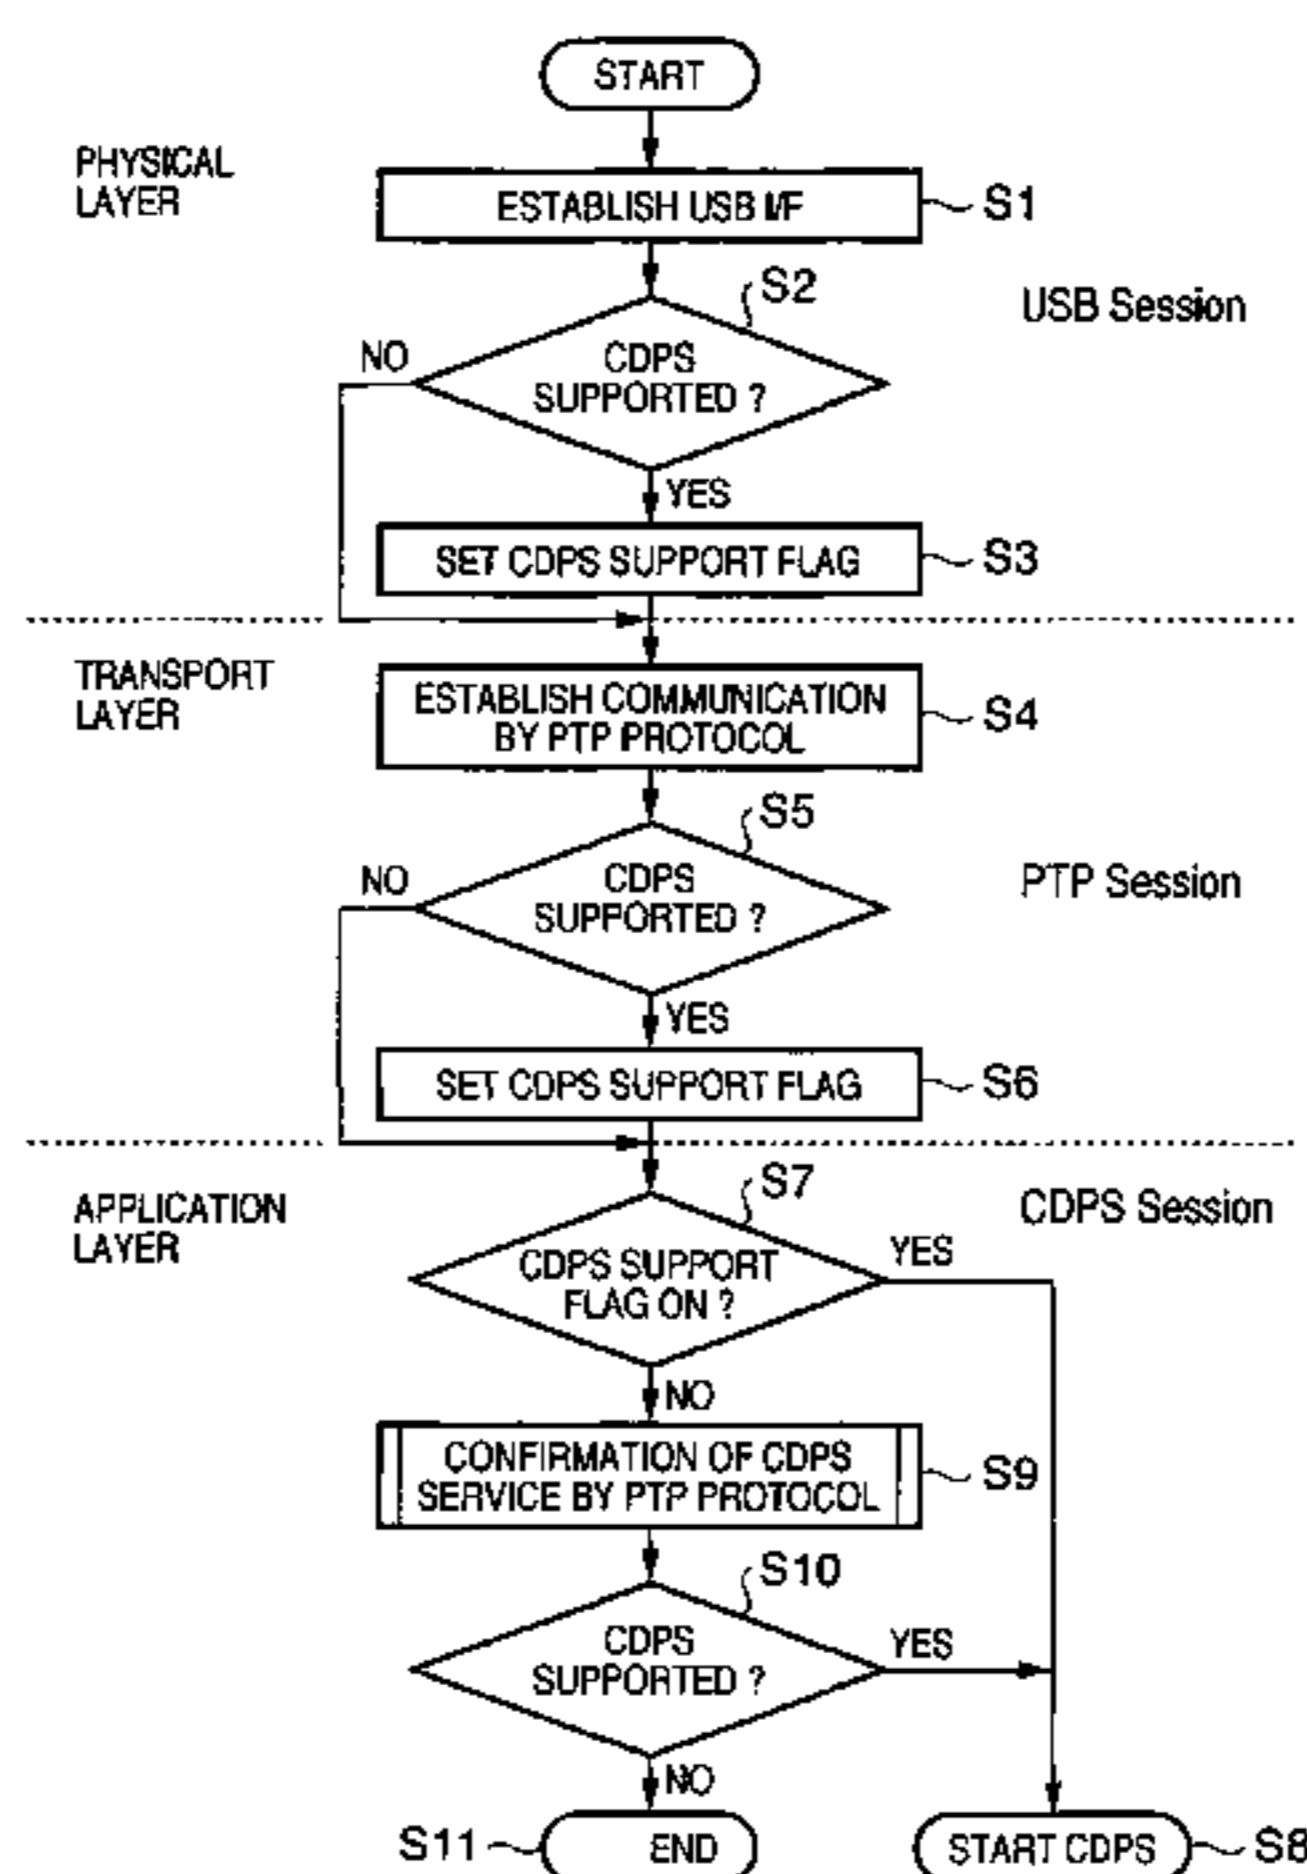 START
PHYSICAL
LAYER
ESTABLISH USB I/F
S1
S2
USB Session
NO
CDPS
SUPPORTED ?
YES
SET CDPS SUPPORT FLAG
S3
TRANSPORT
LAYER
ESTABLISH COMMUNICATION
BY PTP PROTOCOL
S4
S5
NO
CDPS
SUPPORTED ?
PTP Session
YES
SET CDPS SUPPORT FLAG
S6
APPLICATION
LAYER
S7
CDPS Session
CDPS SUPPORT
FLAG ON ?
YES
NO
CONFIRMATION OF CDPS
SERVICE BY PTP PROTOCOL
S9
S10
CDPS
SUPPORTED ?
YES
NO
S11
END
START CDPS
S8